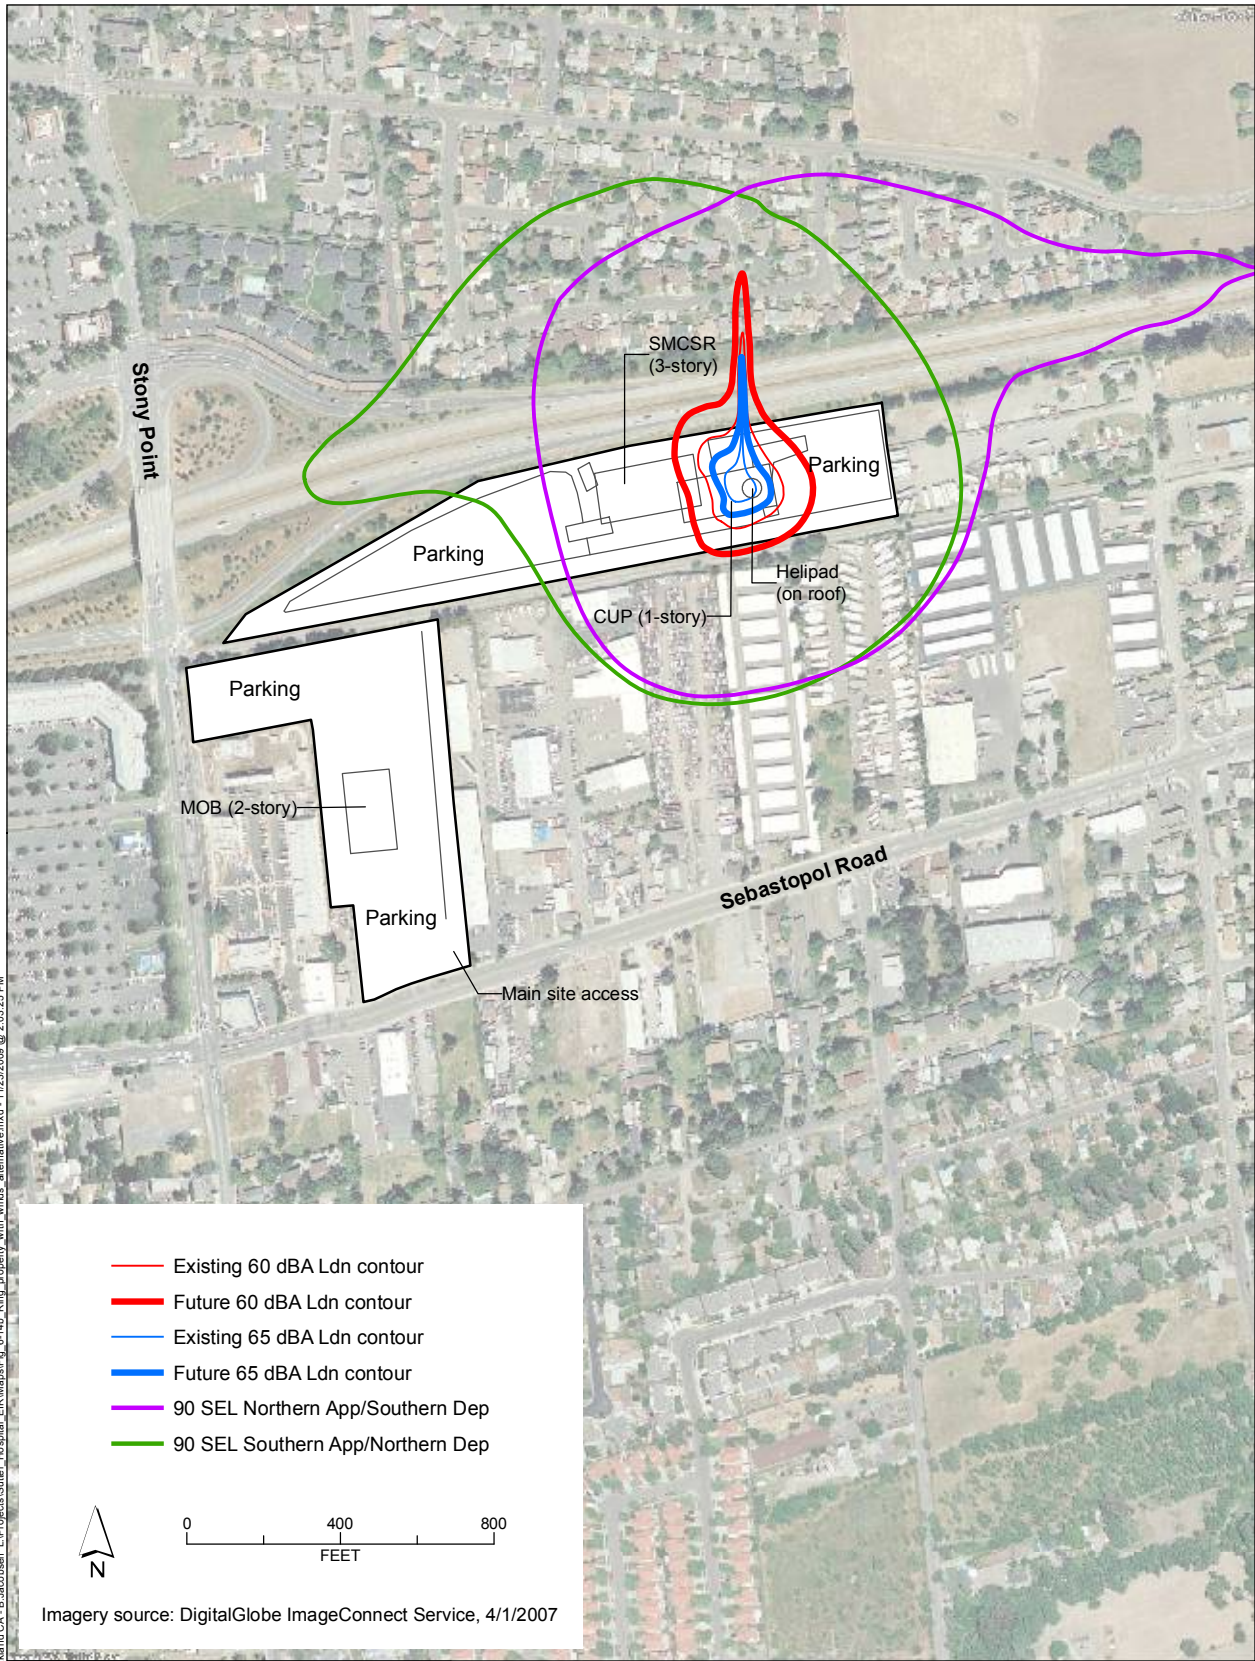 SMCSR
(3-story)
Stony Point
Parking
Parking
Helipad
(on roof)
CUP (1-story)
Parking
MOB (2-story)
Sebastopol Road
Parking
Main site access
Existing 60 dBA Ldn contour
Future 60 dBA Ldn contour
Existing 65 dBA Ldn contour
Future 65 dBA Ldn contour
90 SEL Northern App/Southern Dep
90 SEL Southern App/Northern Dep
0 400 800
FEET
N
Imagery source: DigitalGlobe ImageConnect Service, 4/1/2007